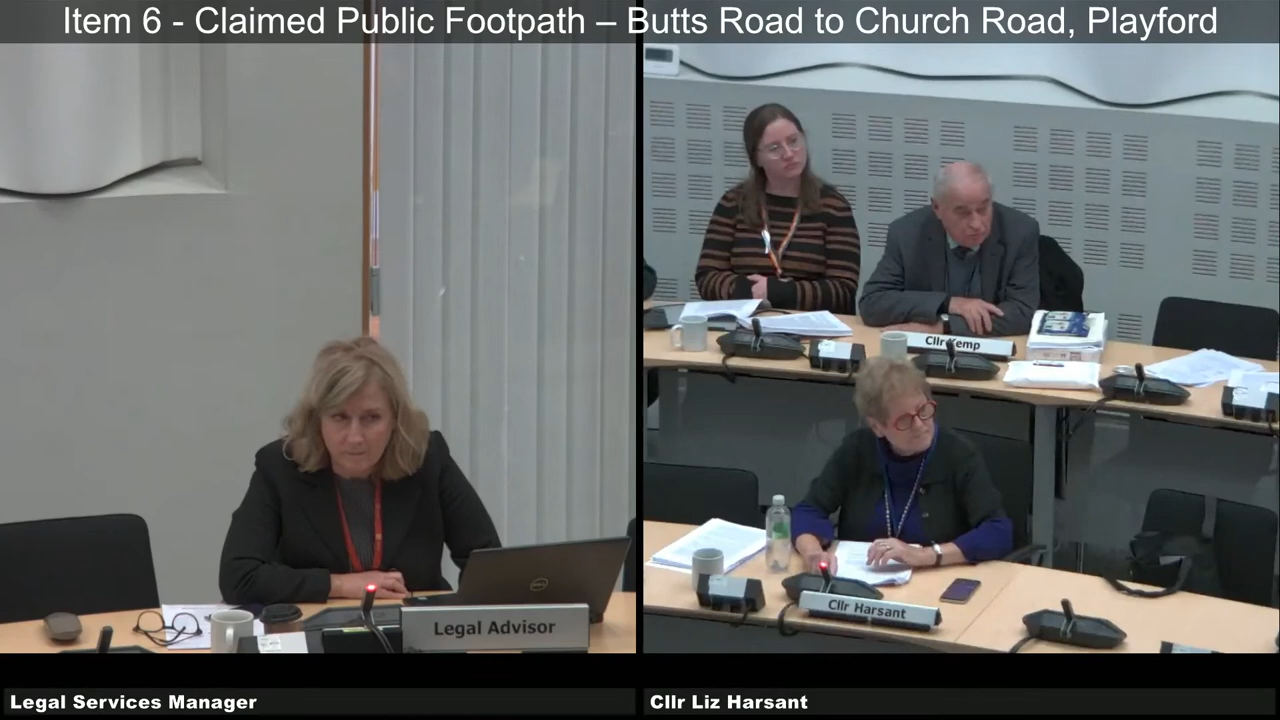 Item 6 - Claimed Public Footpath – Butts Road to Church Road, Playford
Cllr Kemp
DELL
Legal Advisor
Cllr Harsant
Legal Services Manager
Cllr Liz Harsant